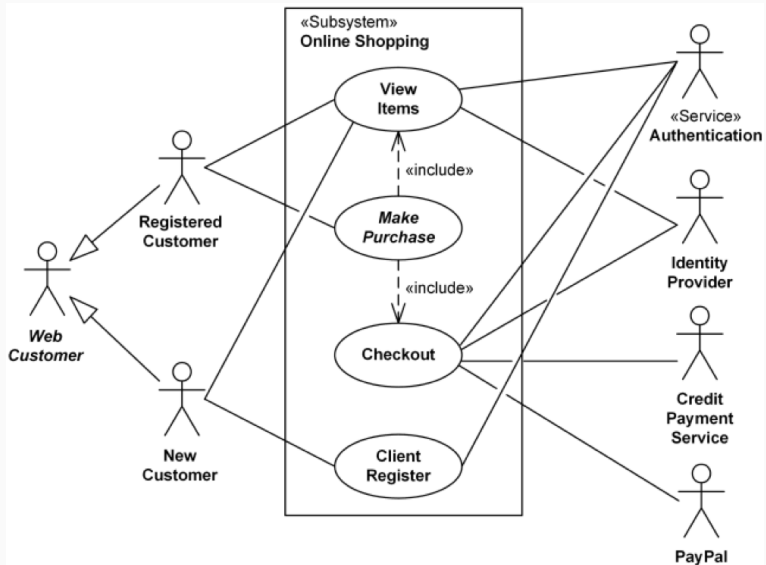 «Subsystem»
Online Shopping
View
Items
«Service»
Authentication
«include»
Registered
Customer
Make
Purchase
Identity
Provider
«include»
Web
Customer
Checkout
Credit
Payment
Service
New
Customer
Client
Register
PayPal